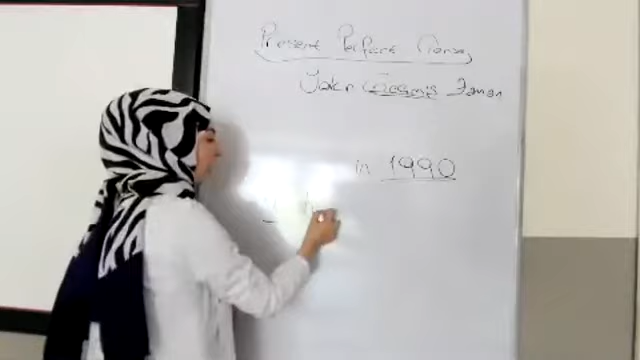 Present Perfect Tense
Yakın Geçmiş Zaman
in 1990
I h